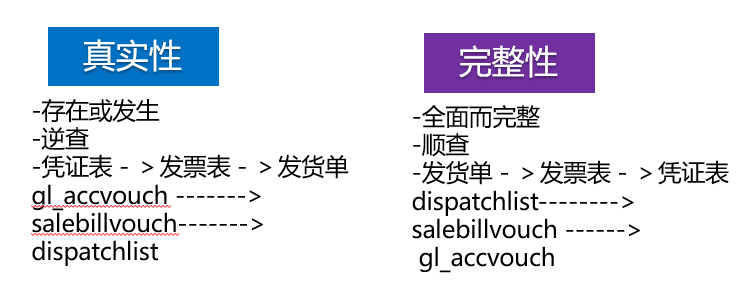 真实性
-存在或发生
-逆查
-凭证表－＞发票表－＞发货单
gl_accvouch ------->
salebillvouch------->
dispatchlist
完整性
-全面而完整
-顺查
-发货单－＞发票表－＞凭证表
dispatchlist-------->
salebillvouch ------>
gl_accvouch